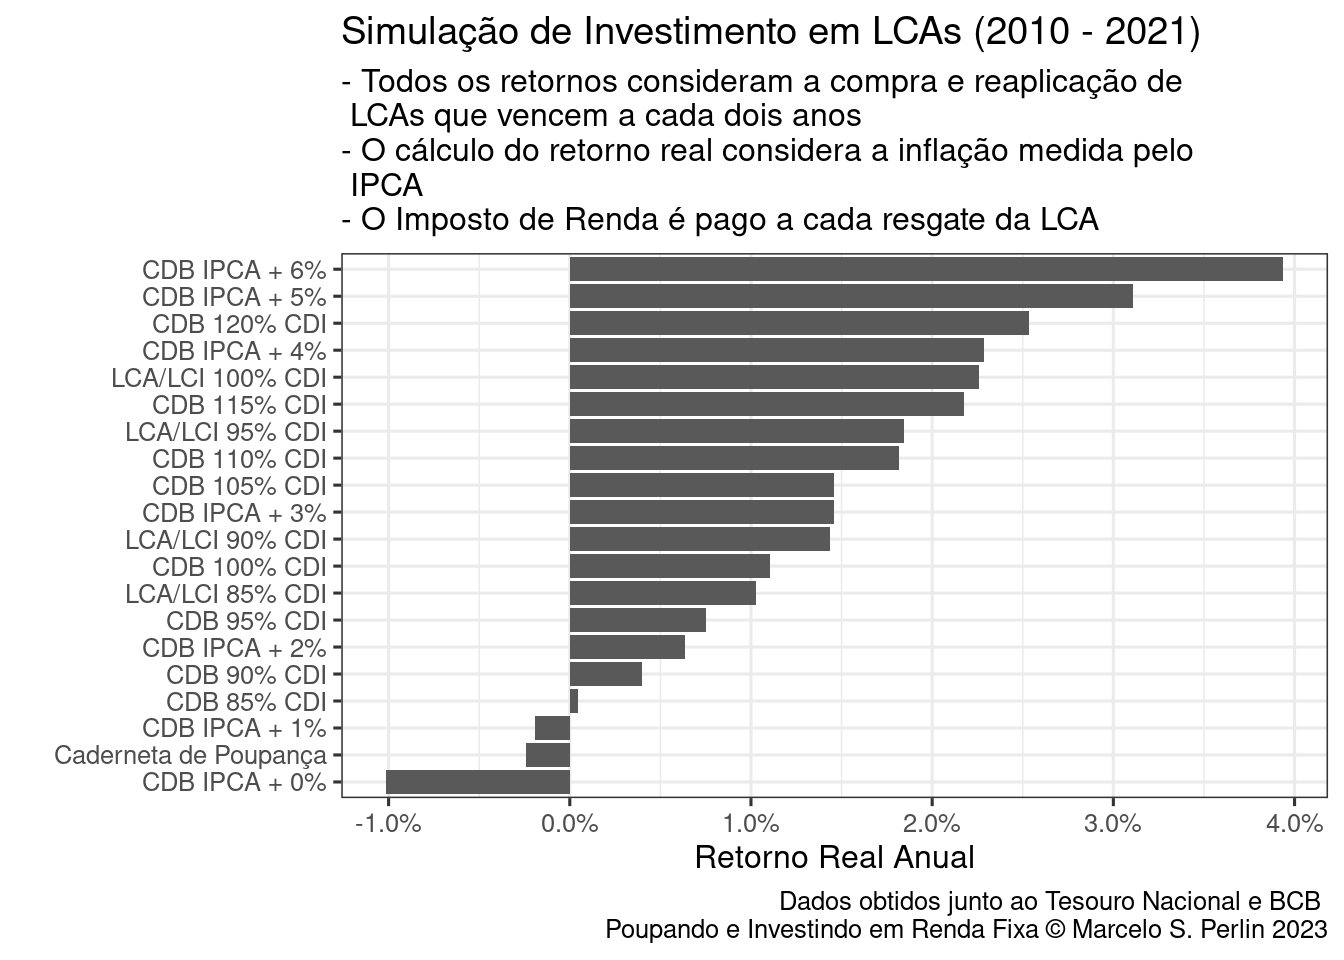 Simulação de Investimento em LCAs (2010 - 2021)
- Todos os retornos consideram a compra e reaplicação de
LCAs que vencem a cada dois anos
- O cálculo do retorno real considera a inflação medida pelo
IPCA
- O Imposto de Renda é pago a cada resgate da LCA
CDB IPCA + 6%
CDB IPCA + 5%
CDB 120% CDI
CDB IPCA + 4%
LCA/LCI 100% CDI
CDB 115% CDI
LCA/LCI 95% CDI
CDB 110% CDI
CDB 105% CDI
CDB IPCA + 3%
LCA/LCI 90% CDI
CDB 100% CDI
LCA/LCI 85% CDI
CDB 95% CDI
CDB IPCA + 2%
CDB 90% CDI
CDB 85% CDI
CDB IPCA + 1%
Caderneta de Poupança
CDB IPCA + 0%
-1.0% 0.0% 1.0% 2.0% 3.0% 4.0%
Retorno Real Anual
Dados obtidos junto ao Tesouro Nacional e BCB
Poupando e Investindo em Renda Fixa © Marcelo S. Perlin 2023